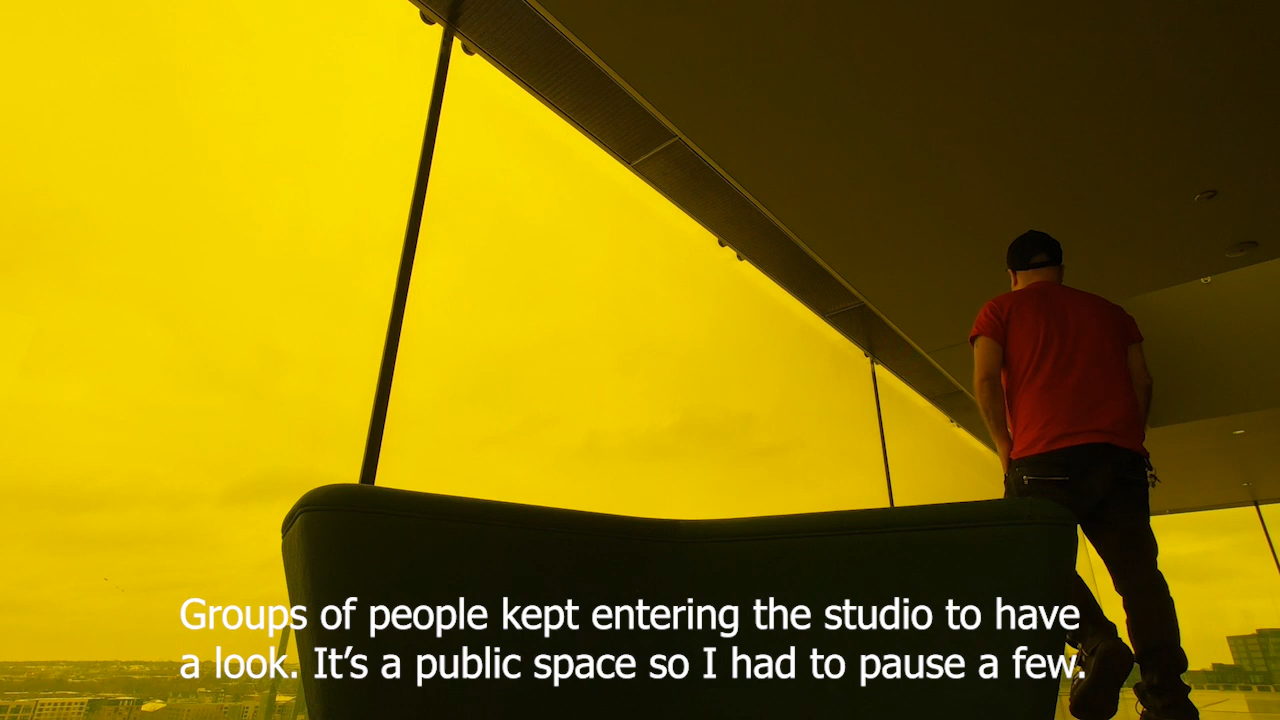 Groups of people kept entering the studio to have
a look. It’s a public space so I had to pause a few.